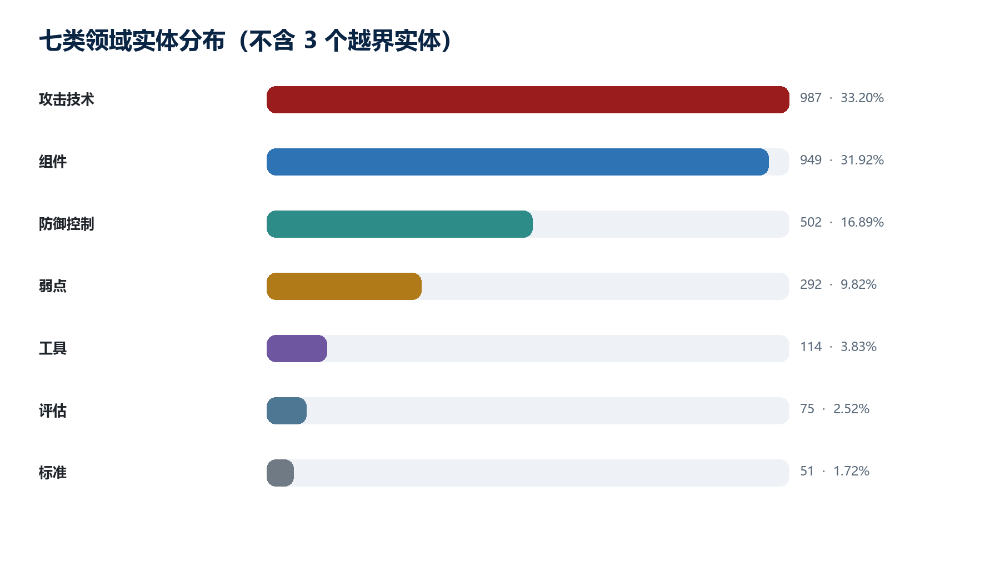 七类领域实体分布（不含 3 个越界实体）
攻击技术 987 · 33.20%
组件 949 · 31.92%
防御控制 502 · 16.89%
弱点 292 · 9.82%
工具 114 · 3.83%
评估 75 · 2.52%
标准 51 · 1.72%